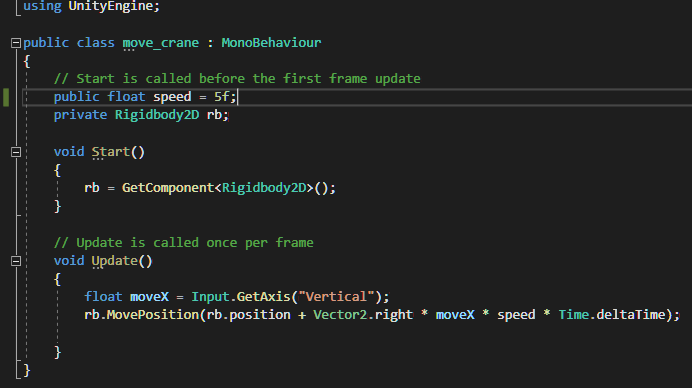 using UnityEngine;
public class move_crane : MonoBehaviour
{
// Start is called before the first frame update
public float speed = 5f;
private Rigidbody2D rb;
void Start()
{
rb = GetComponent<Rigidbody2D>();
}
// Update is called once per frame
void Update()
{
float moveX = Input.GetAxis("Vertical");
rb.MovePosition(rb.position + Vector2.right * moveX * speed * Time.deltaTime);
}
}